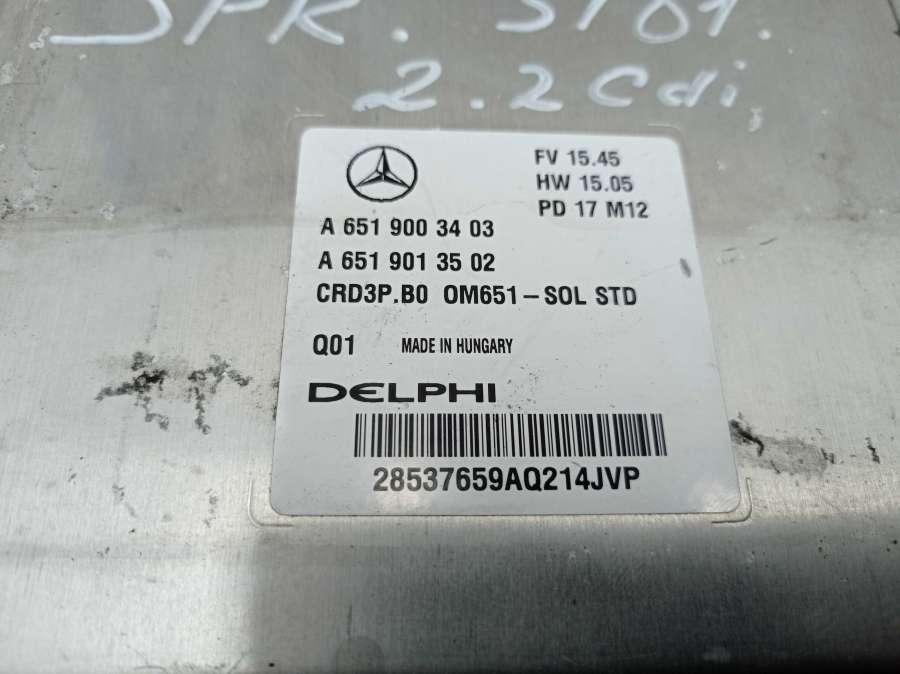 SPR. 5101.
2.2 Cdi
FV 15.45
HW 15.05
PD 17 M12
A 651 900 34 03
A 651 901 35 02
CRD3P.B0 OM651-SOL STD
Q01 MADE IN HUNGARY
DELPHI
28537659AQ214JVP